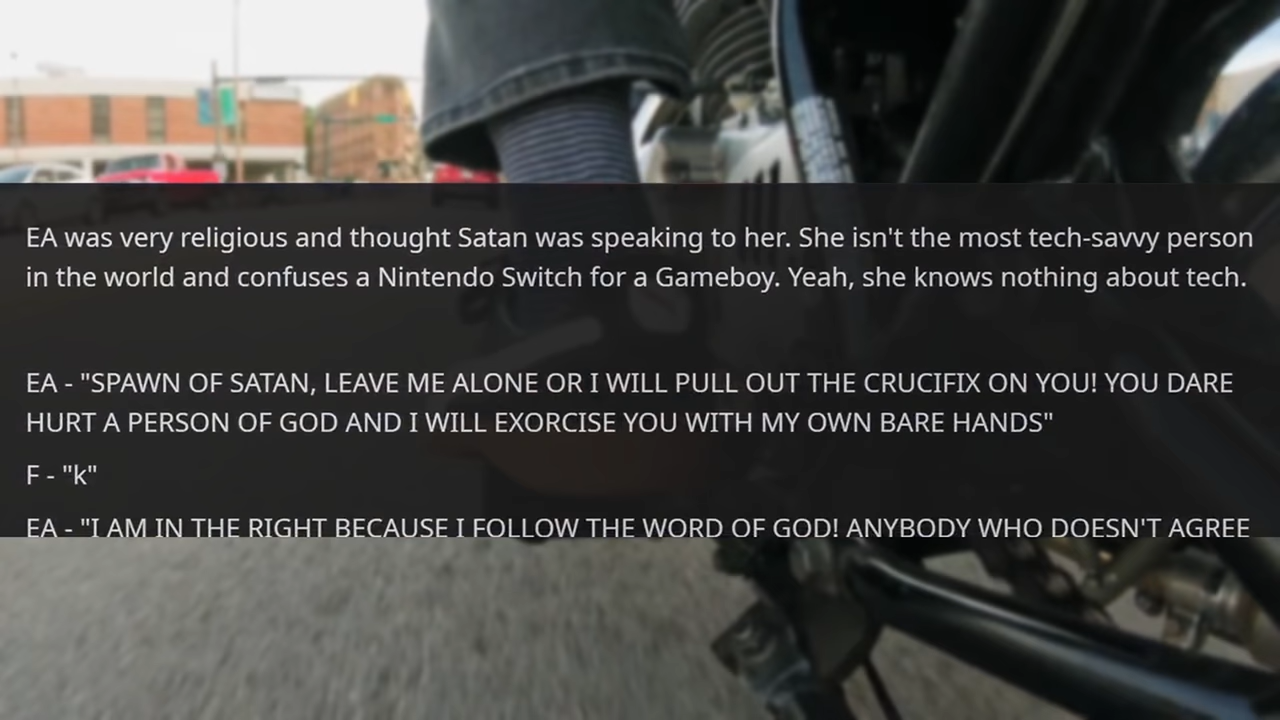 EA was very religious and thought Satan was speaking to her. She isn't the most tech-savvy person
in the world and confuses a Nintendo Switch for a Gameboy. Yeah, she knows nothing about tech.
EA - "SPAWN OF SATAN, LEAVE ME ALONE OR I WILL PULL OUT THE CRUCIFIX ON YOU! YOU DARE
HURT A PERSON OF GOD AND I WILL EXORCISE YOU WITH MY OWN BARE HANDS"
F - "k"
EA - "I AM IN THE RIGHT BECAUSE I FOLLOW THE WORD OF GOD! ANYBODY WHO DOESN'T AGREE